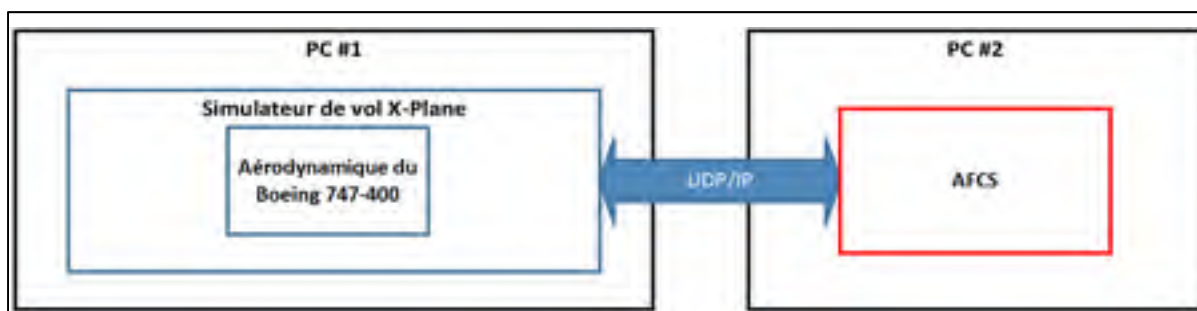 PC #1
PC #2
Simulateur de vol X-Plane
Aérodynamique du
Boeing 747-400
UDP/IP
AFCS